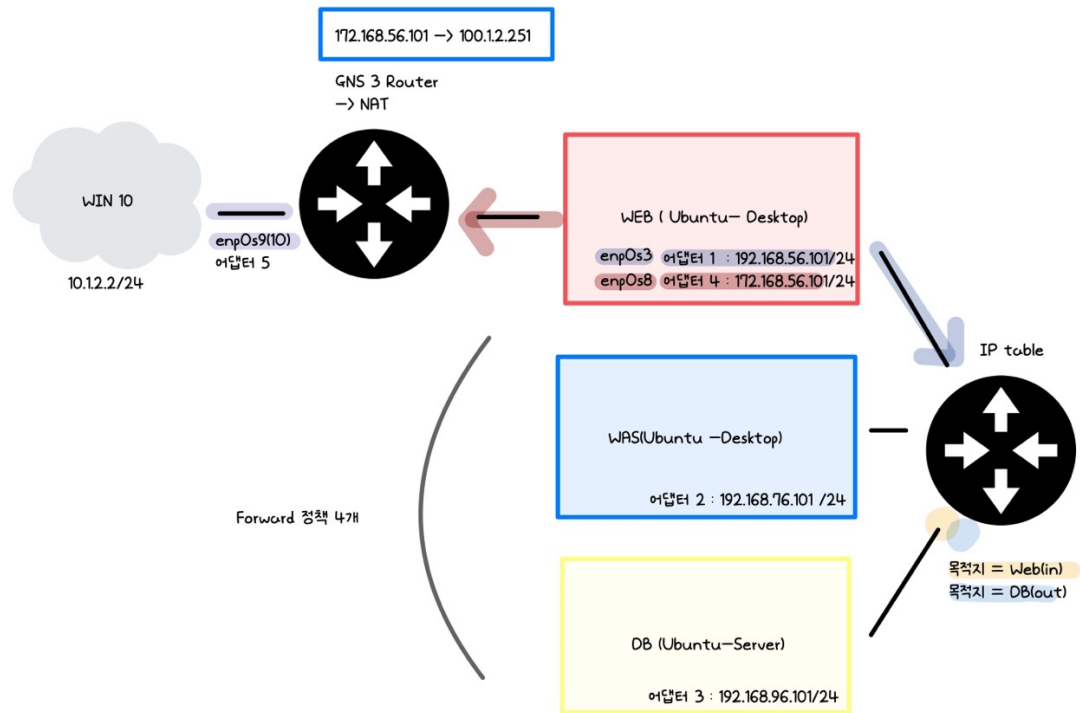 172.168.56.101 -> 100.1.2.251
GNS 3 Router
-> NAT
WIN 10
enp0s9(10)
어댑터 5
10.1.2.2/24
WEB ( Ubuntu- Desktop)
enp0s3 어댑터 1 : 192.168.56.101/24
enp0s8 어댑터 4 : 172.168.56.101/24
IP table
WAS(Ubuntu -Desktop)
어댑터 2 : 192.168.76.101 /24
Forward 정책 4개
목적지 = Web(in)
목적지 = DB(out)
DB (Ubuntu-Server)
어댑터 3 : 192.168.96.101/24